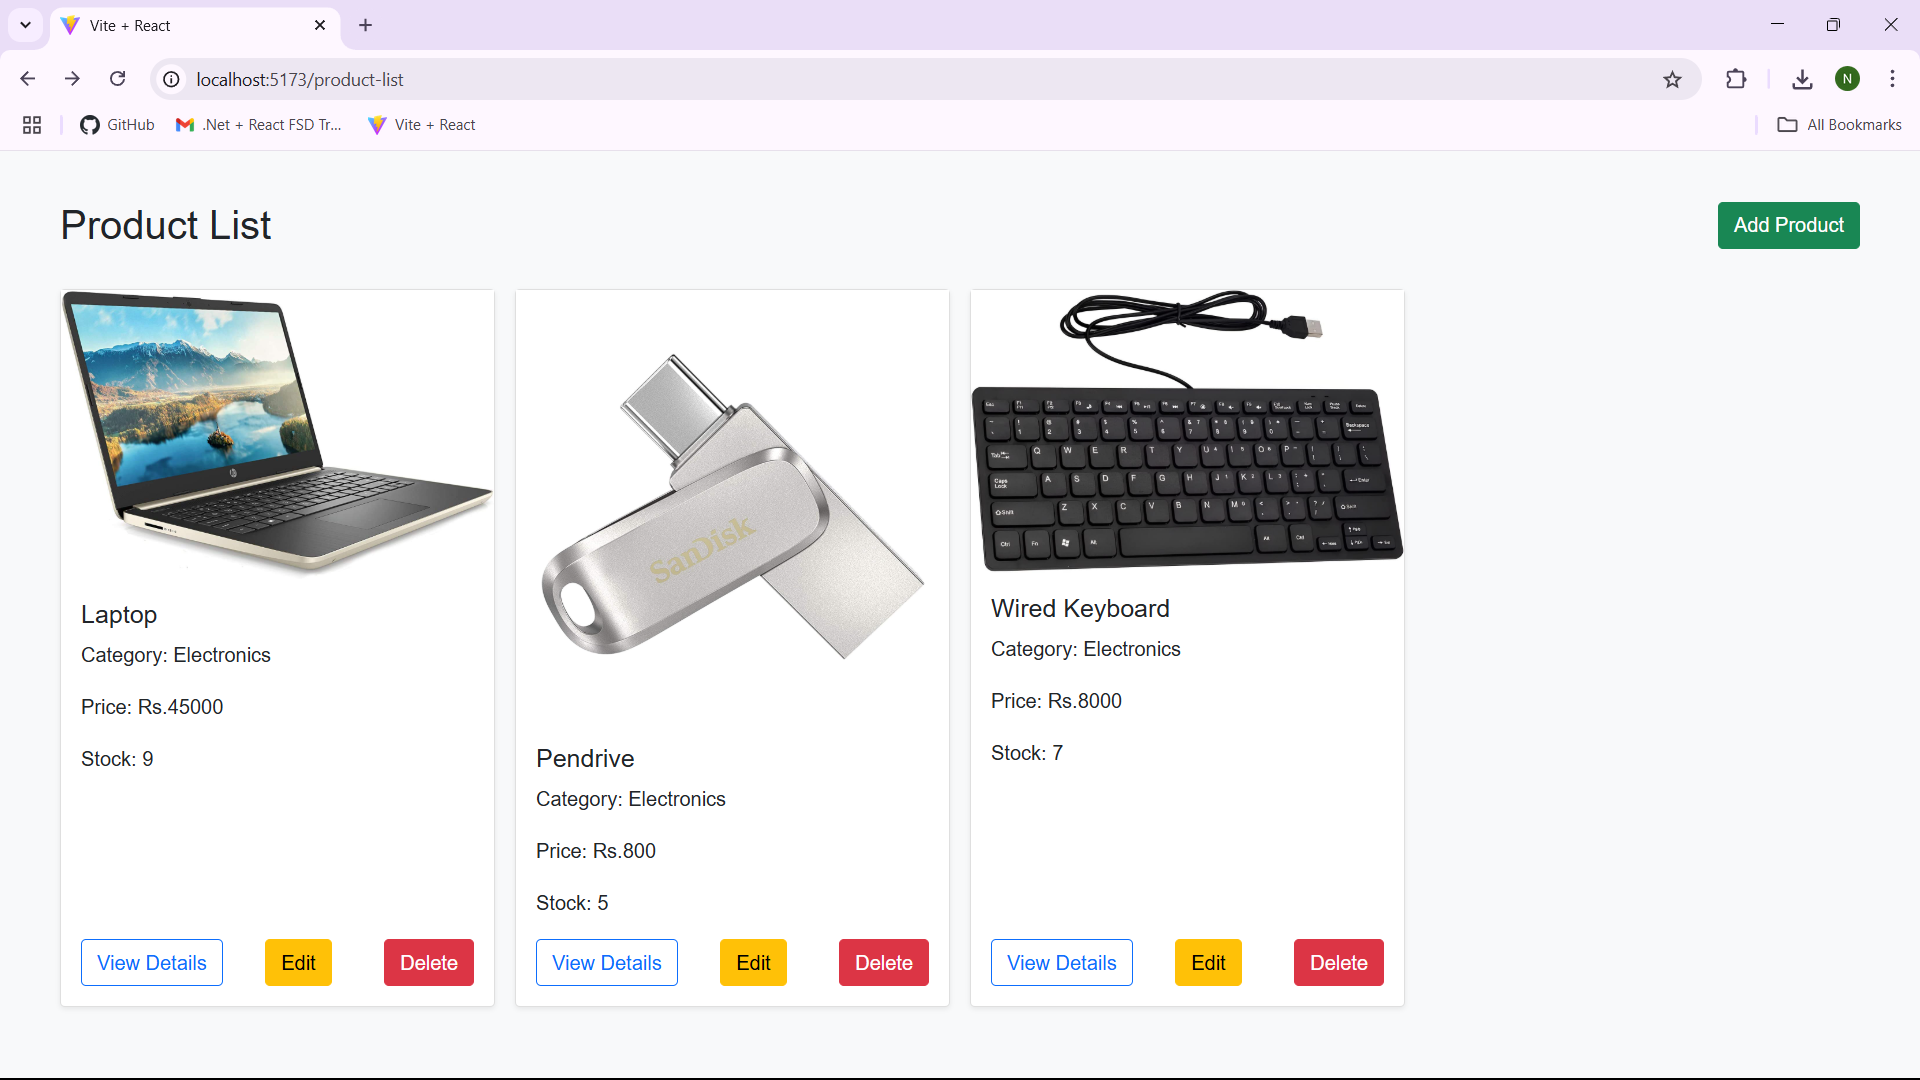 Vite + React
localhost:5173/product-list
N
GitHub
.Net + React FSD Tr...
Vite + React
All Bookmarks
Product List
Add Product
hp
SanDisk
Laptop
Category: Electronics
Price: Rs.45000
Stock: 9
View Details
Edit
Delete
Pendrive
Category: Electronics
Price: Rs.800
Stock: 5
View Details
Edit
Delete
Q W E R T Y U I O P
A S D F G H J K L
Z X C V B N M
Wired Keyboard
Category: Electronics
Price: Rs.8000
Stock: 7
View Details
Edit
Delete